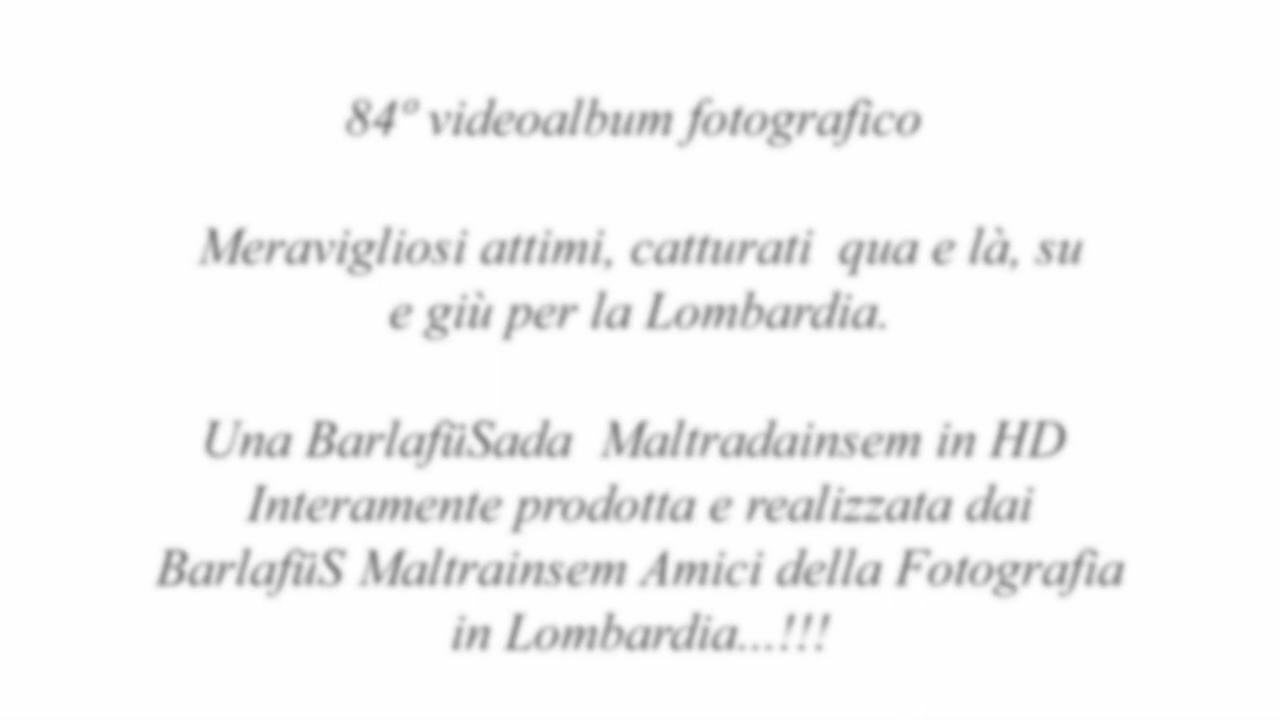 84º videoalbum fotografico
Meravigliosi attimi, catturati qua e là, su
e giù per la Lombardia.
Una BarlafüSada Maltradainsem in HD
Interamente prodotta e realizzata dai
BarlafüS Maltrainsem Amici della Fotografia
in Lombardia...!!!